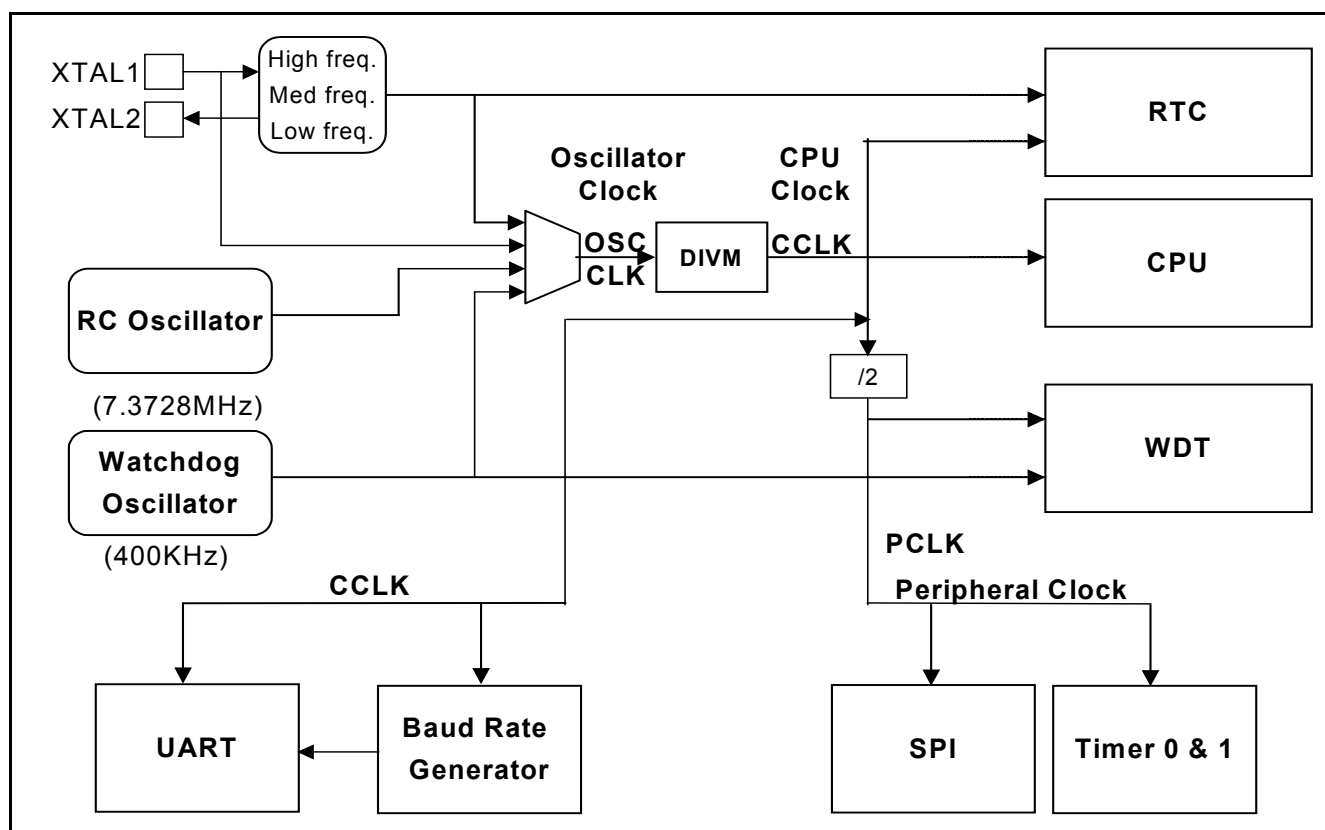 XTAL1
XTAL2
High freq.
Med freq.
Low freq.
RTC
Oscillator
Clock
CPU
Clock
OSC
CLK
DIVM
CCLK
CPU
RC Oscillator
(7.3728MHz)
/2
Watchdog
Oscillator
(400KHz)
WDT
PCLK
Peripheral Clock
CCLK
UART
Baud Rate
Generator
SPI
Timer 0 & 1